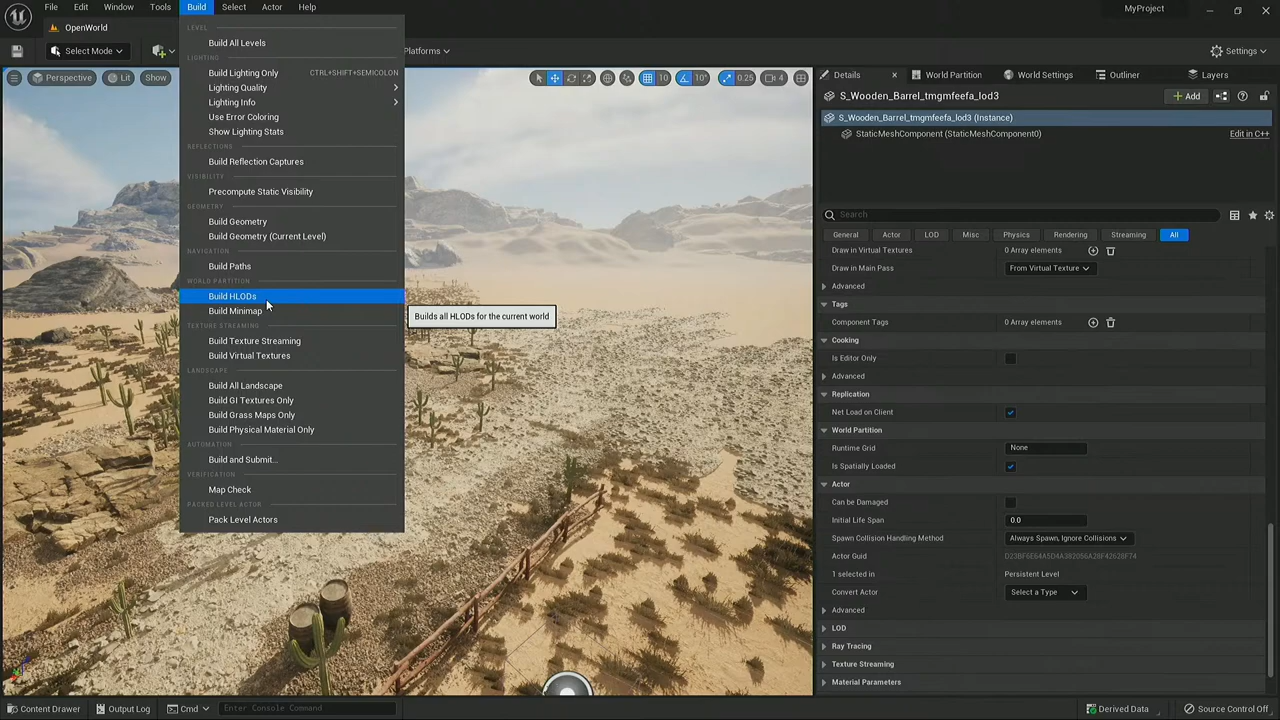 File Edit Window Tools Build Select Actor Help
MyProject
OpenWorld
Select Mode
Platforms
Settings
Perspective
Lit
Show
10
10°
0.25
4
LEVEL
Build All Levels
LIGHTING
Build Lighting Only CTRL+SHIFT+SEMICOLON
Lighting Quality
Lighting Info
Use Error Coloring
Show Lighting Stats
REFLECTIONS
Build Reflection Captures
VISIBILITY
Precompute Static Visibility
GEOMETRY
Build Geometry
Build Geometry (Current Level)
NAVIGATION
Build Paths
WORLD PARTITION
Build HLODs
Build Minimap
TEXTURE STREAMING
Build Texture Streaming
Build Virtual Textures
LANDSCAPE
Build All Landscape
Build GI Textures Only
Build Grass Maps Only
Build Physical Material Only
AUTOMATION
Build and Submit...
VERIFICATION
Map Check
PACKED LEVEL ACTOR
Pack Level Actors
Builds all HLODs for the current world
Details
World Partition
World Settings
Outliner
Layers
S_Wooden_Barrel_tmgmfeefa_lod3
Add
S_Wooden_Barrel_tmgmfeefa_lod3 (Instance)
StaticMeshComponent (StaticMeshComponent0) Edit in C++
Search
General Actor LOD Misc Physics Rendering Streaming All
Draw in Virtual Textures 0 Array elements
Draw in Main Pass From Virtual Texture
Advanced
Tags
Component Tags 0 Array elements
Cooking
Is Editor Only
Advanced
Replication
Net Load on Client
World Partition
Runtime Grid None
Is Spatially Loaded
Actor
Can be Damaged
Initial Life Span 0.0
Spawn Collision Handling Method Always Spawn, Ignore Collisions
Actor Guid
1 selected in Persistent Level
Convert Actor Select a Type
Advanced
LOD
Ray Tracing
Texture Streaming
Material Parameters
Content Drawer
Output Log
Cmd
Enter Console Command
Derived Data
Source Control Off